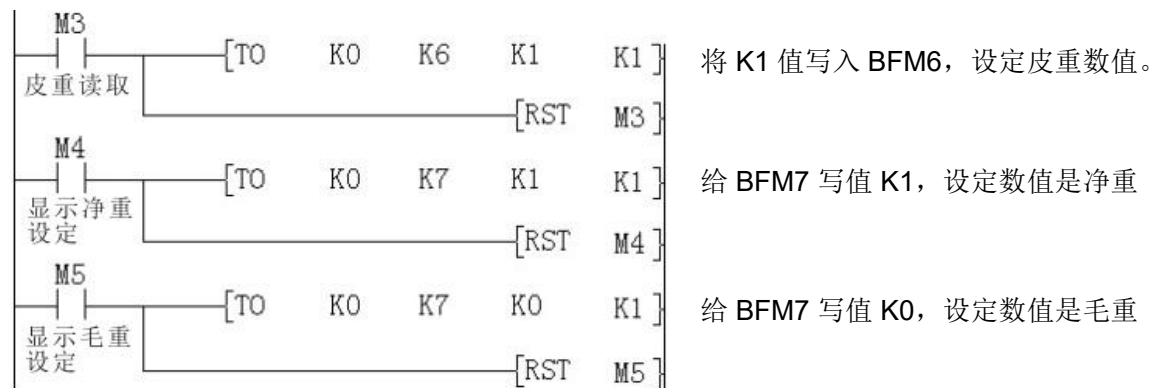 M3
[TO K0 K6 K1 K1] 将 K1 值写入 BFM6，设定皮重数值。
皮重读取
[RST M3]
M4
[TO K0 K7 K1 K1] 给 BFM7 写值 K1，设定数值是净重
显示净重
设定
[RST M4]
M5
[TO K0 K7 K0 K1] 给 BFM7 写值 K0，设定数值是毛重
显示毛重
设定
[RST M5]